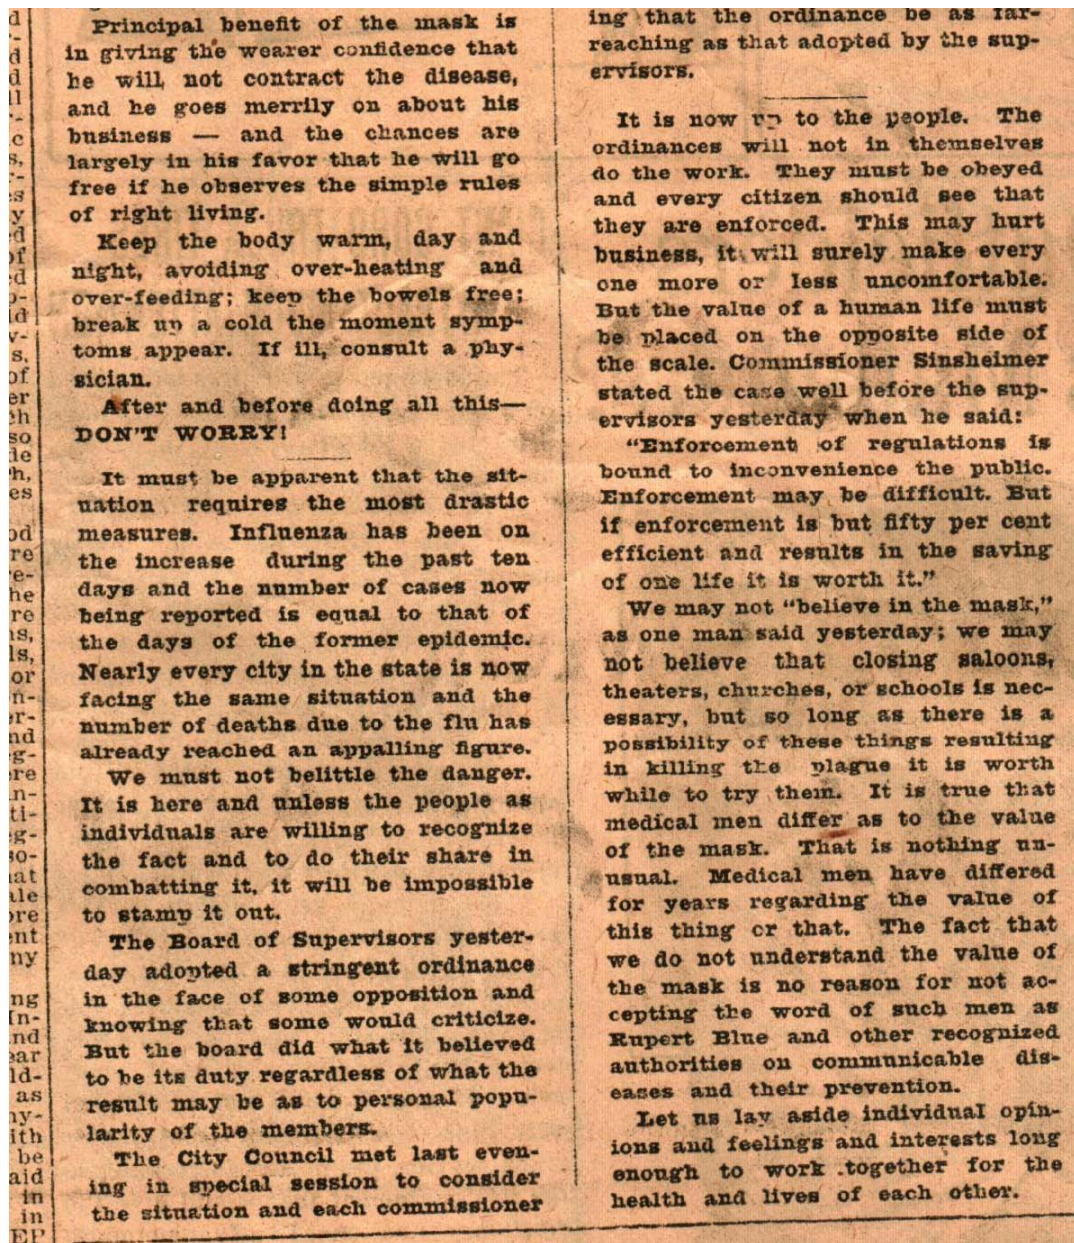 Principal benefit of the mask is
in giving the wearer confidence that
he will not contract the disease,
and he goes merrily on about his
business — and the chances are
largely in his favor that he will go
free if he observes the simple rules
of right living.
Keep the body warm, day and
night, avoiding over-heating and
over-feeding; keep the bowels free;
break up a cold the moment symp-
toms appear. If ill, consult a phy-
sician.
After and before doing all this—
DON'T WORRY!
It must be apparent that the sit-
uation requires the most drastic
measures. Influenza has been on
the increase during the past ten
days and the number of cases now
being reported is equal to that of
the days of the former epidemic.
Nearly every city in the state is now
facing the same situation and the
number of deaths due to the flu has
already reached an appalling figure.
We must not belittle the danger.
It is here and unless the people as
individuals are willing to recognize
the fact and to do their share in
combatting it, it will be impossible
to stamp it out.
The Board of Supervisors yester-
day adopted a stringent ordinance
in the face of some opposition and
knowing that some would criticize.
But the board did what it believed
to be its duty regardless of what the
result may be as to personal popu-
larity of the members.
The City Council met last even-
ing in special session to consider
the situation and each commissioner
ing that the ordinance be as far-
reaching as that adopted by the sup-
ervisors.
It is now up to the people. The
ordinances will not in themselves
do the work. They must be obeyed
and every citizen should see that
they are enforced. This may hurt
business, it will surely make every
one more or less uncomfortable.
But the value of a human life must
be placed on the opposite side of
the scale. Commissioner Sinsheimer
stated the case well before the sup-
ervisors yesterday when he said:
"Enforcement of regulations is
bound to inconvenience the public.
Enforcement may be difficult. But
if enforcement is but fifty per cent
efficient and results in the saving
of one life it is worth it."
We may not "believe in the mask,"
as one man said yesterday; we may
not believe that closing saloons,
theaters, churches, or schools is nec-
essary, but so long as there is a
possibility of these things resulting
in killing the plague it is worth
while to try them. It is true that
medical men differ as to the value
of the mask. That is nothing un-
usual. Medical men have differed
for years regarding the value of
this thing or that. The fact that
we do not understand the value of
the mask is no reason for not ac-
cepting the word of such men as
Rupert Blue and other recognized
authorities on communicable dis-
eases and their prevention.
Let us lay aside individual opin-
ions and feelings and interests long
enough to work together for the
health and lives of each other.